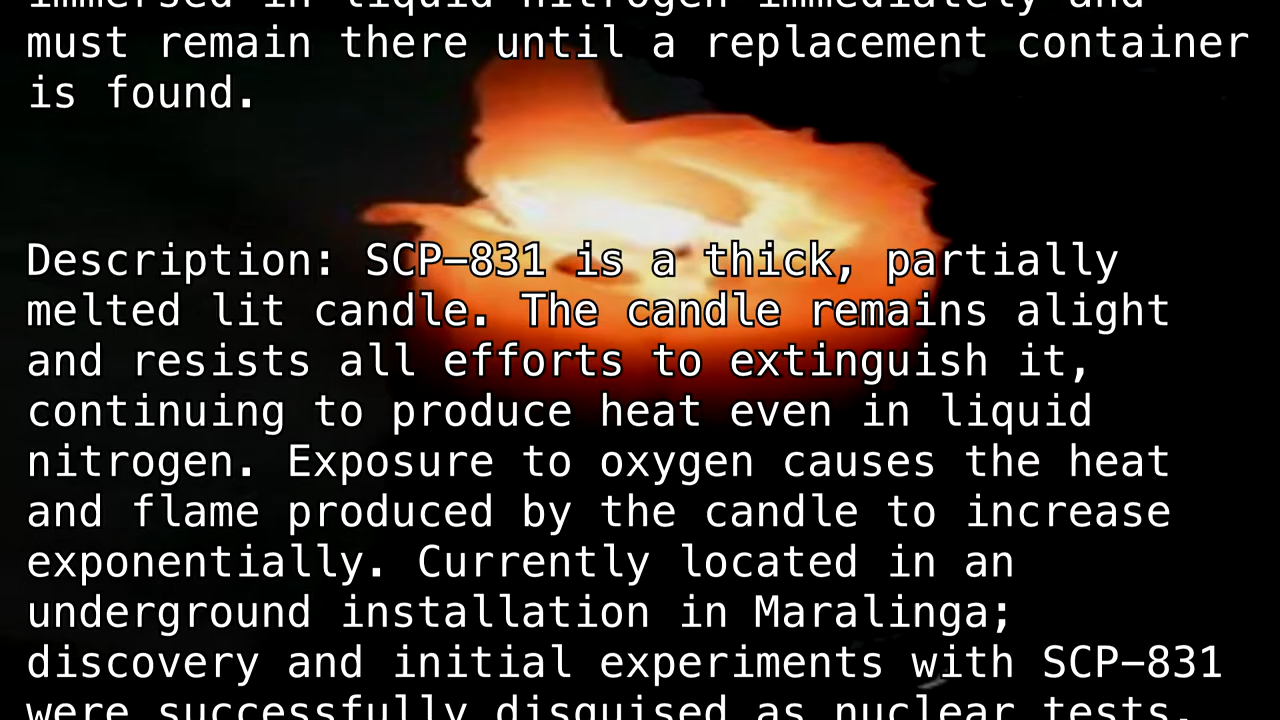 immersed in liquid nitrogen immediately and
must remain there until a replacement container
is found.
Description: SCP–831 is a thick, partially
melted lit candle. The candle remains alight
and resists all efforts to extinguish it,
continuing to produce heat even in liquid
nitrogen. Exposure to oxygen causes the heat
and flame produced by the candle to increase
exponentially. Currently located in an
underground installation in Maralinga;
discovery and initial experiments with SCP–831
were successfully disguised as nuclear tests.